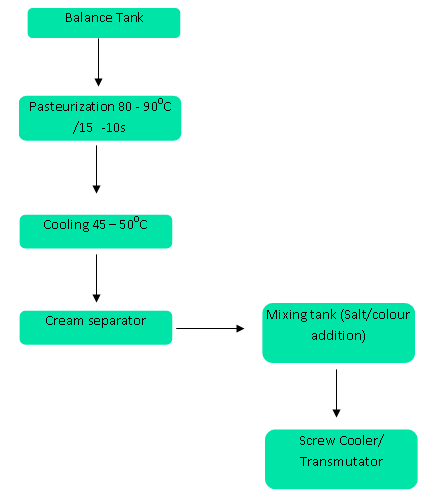 Balance Tank
Pasteurization 80 - 90⁰C
/15 -10s
Cooling 45 – 50⁰C
Cream separator
Mixing tank (Salt/colour
addition)
Screw Cooler/
Transmutator